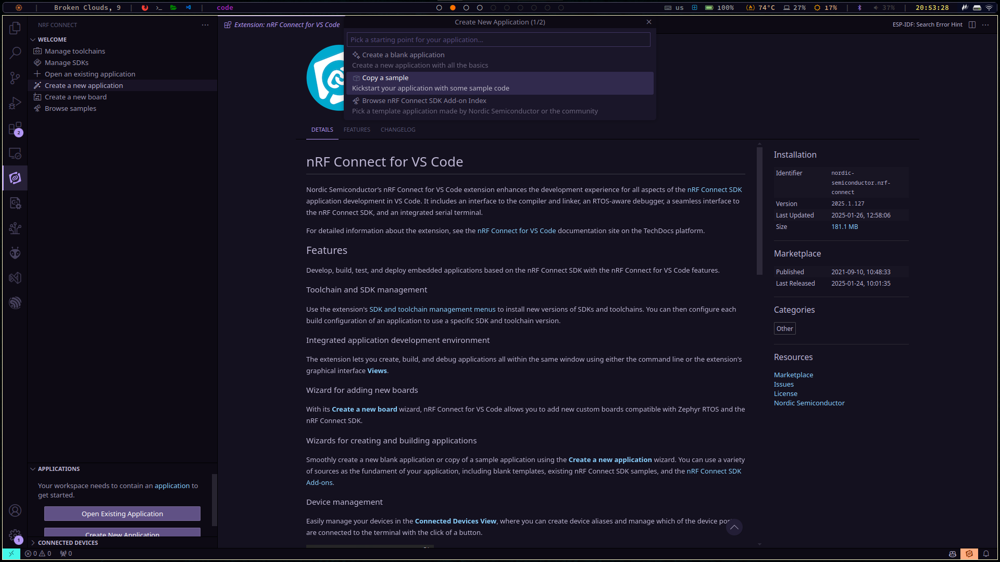 Broken Clouds, 9
code
us
100%
74°C
27%
17%
37%
20:53:28
NRF CONNECT
WELCOME
Manage toolchains
Manage SDKs
Open an existing application
Create a new application
Create a new board
Browse samples
2
APPLICATIONS
Your workspace needs to contain an application to
get started.
Open Existing Application
Create New Application
CONNECTED DEVICES
1
Extension: nRF Connect for VS Code
Create New Application (1/2)
ESP-IDF: Search Error Hint
Pick a starting point for your application...
Create a blank application
Create a new application with all the basics
Copy a sample
Kickstart your application with some sample code
Browse nRF Connect SDK Add-on Index
Pick a template application made by Nordic Semiconductor or the community
DETAILS
FEATURES
CHANGELOG
nRF Connect for VS Code
Nordic Semiconductor’s nRF Connect for VS Code extension enhances the development experience for all aspects of the nRF Connect SDK
application development in VS Code. It includes an interface to the compiler and linker, an RTOS-aware debugger, a seamless interface to
the nRF Connect SDK, and an integrated serial terminal.
For detailed information about the extension, see the nRF Connect for VS Code documentation site on the TechDocs platform.
Features
Develop, build, test, and deploy embedded applications based on the nRF Connect SDK with the nRF Connect for VS Code features.
Toolchain and SDK management
Use the extension's SDK and toolchain management menus to install new versions of SDKs and toolchains. You can then configure each
build configuration of an application to use a specific SDK and toolchain version.
Integrated application development environment
The extension lets you create, build, and debug applications all within the same window using either the command line or the extension's
graphical interface Views.
Wizard for adding new boards
With its Create a new board wizard, nRF Connect for VS Code allows you to add new custom boards compatible with Zephyr RTOS and the
nRF Connect SDK.
Wizards for creating and building applications
Smoothly create a new blank application or copy of a sample application using the Create a new application wizard. You can use a variety
of sources as the fundament of your application, including blank templates, existing nRF Connect SDK samples, and the nRF Connect SDK
Add-ons.
Device management
Easily manage your devices in the Connected Devices View, where you can create device aliases and manage which of the device
are connected to the terminal with the click of a button.
Installation
Identifier nordic-
semiconductor.nrf-
connect
Version 2025.1.127
Last Updated 2025-01-26, 12:58:06
Size 181.1 MB
Marketplace
Published 2021-09-10, 10:48:33
Last Released 2025-01-24, 10:01:35
Categories
Other
Resources
Marketplace
Issues
License
Nordic Semiconductor
0 0 0